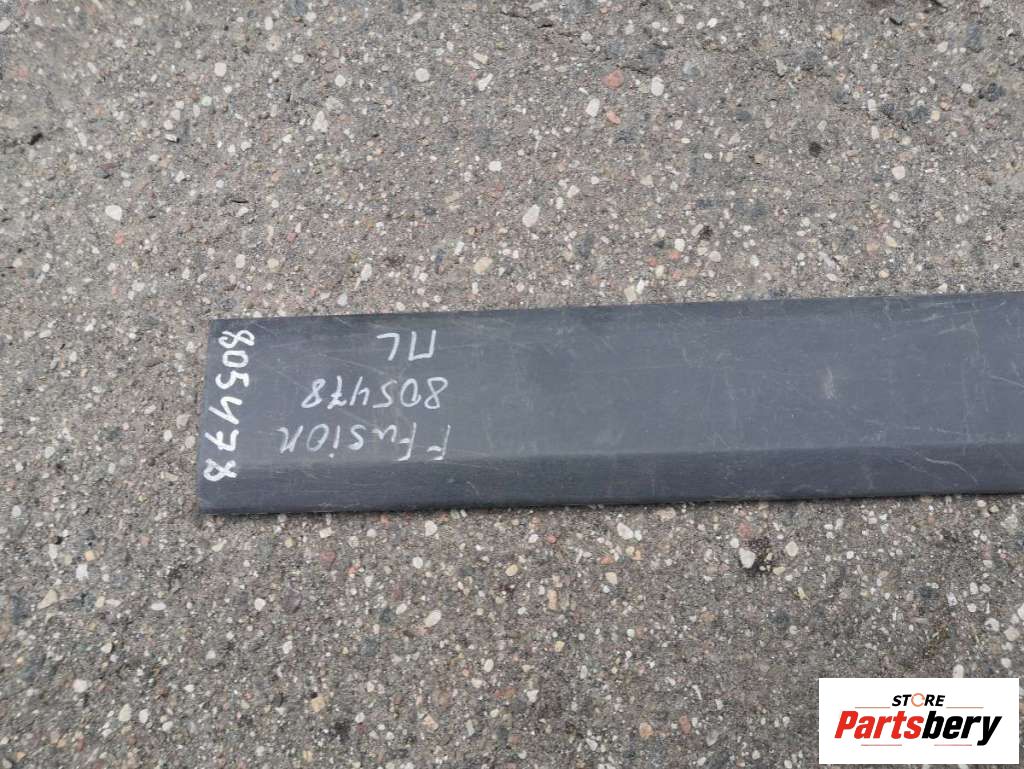 F Fusion
805478
ПL
805478
STORE
Partsbery